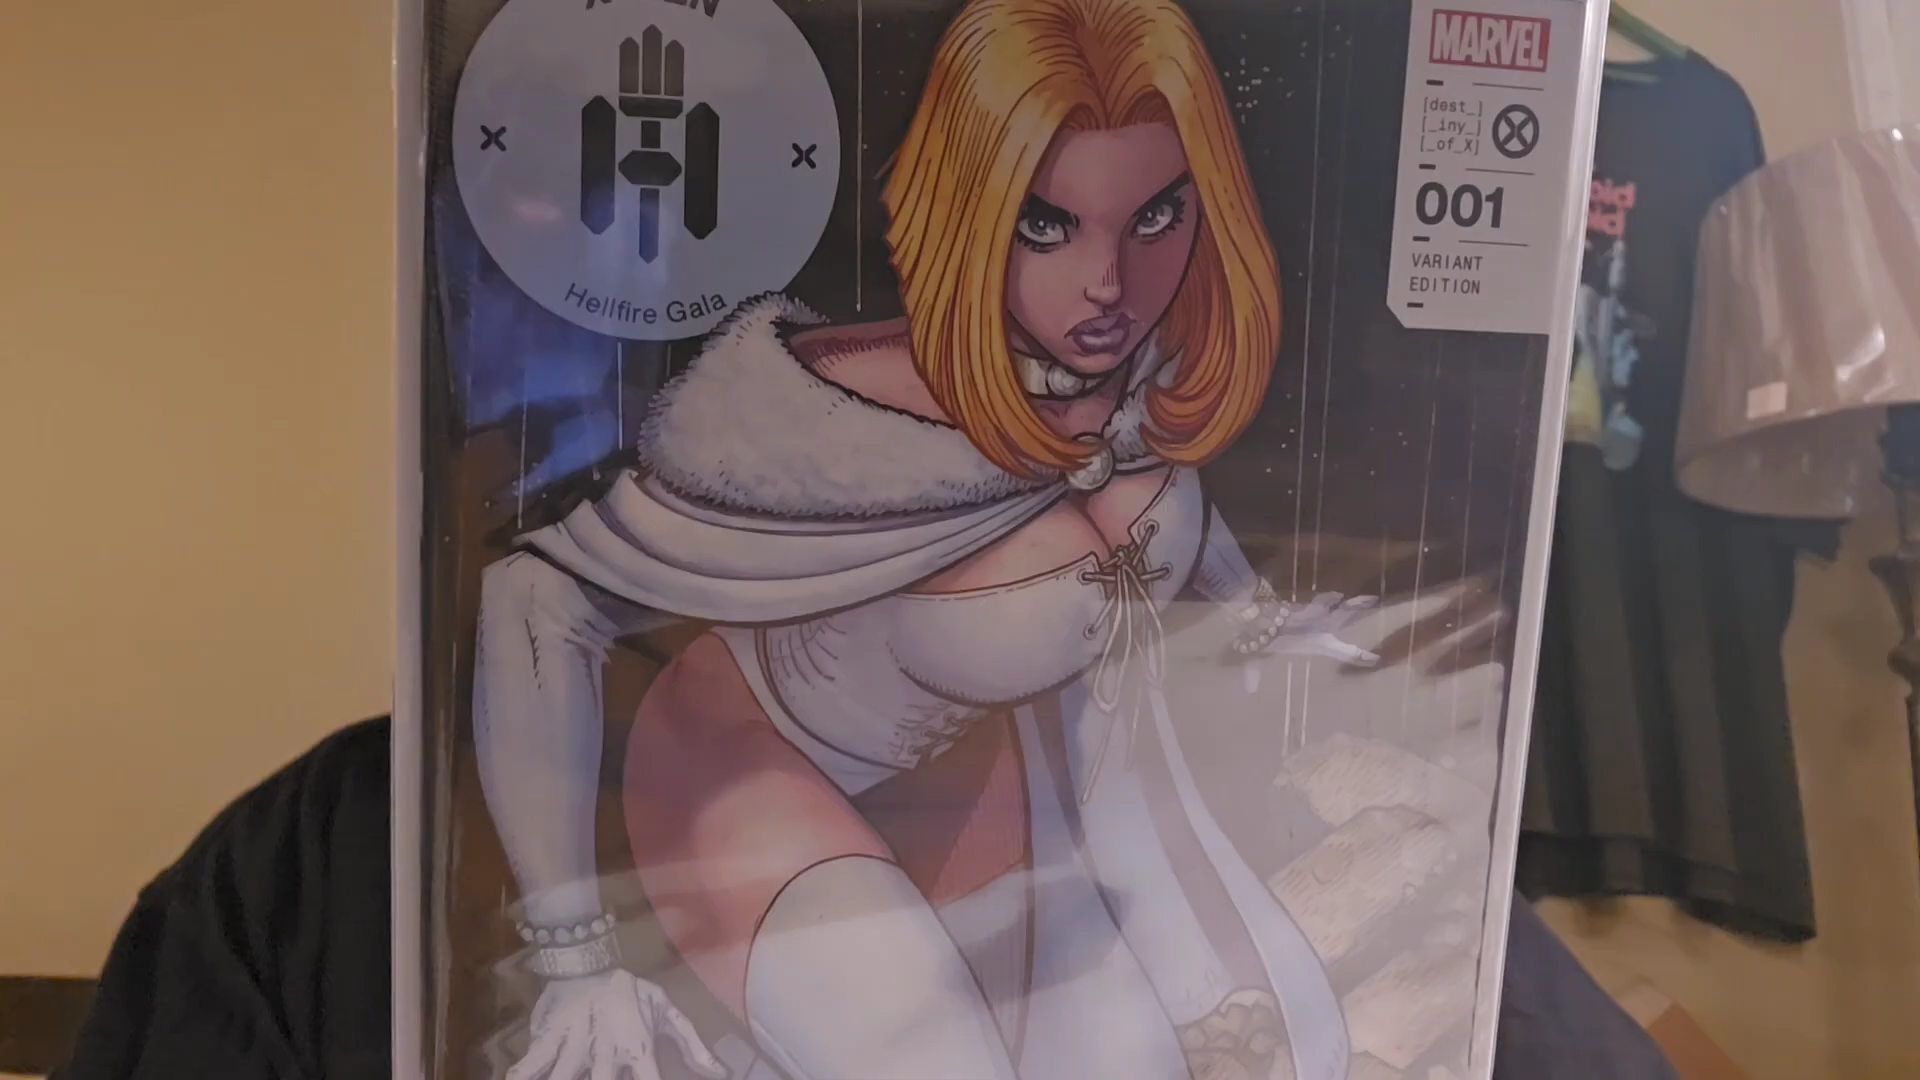 Hellfire Gala
MARVEL
[dest_]
[_iny_]
[_of_X]
001
VARIANT
EDITION